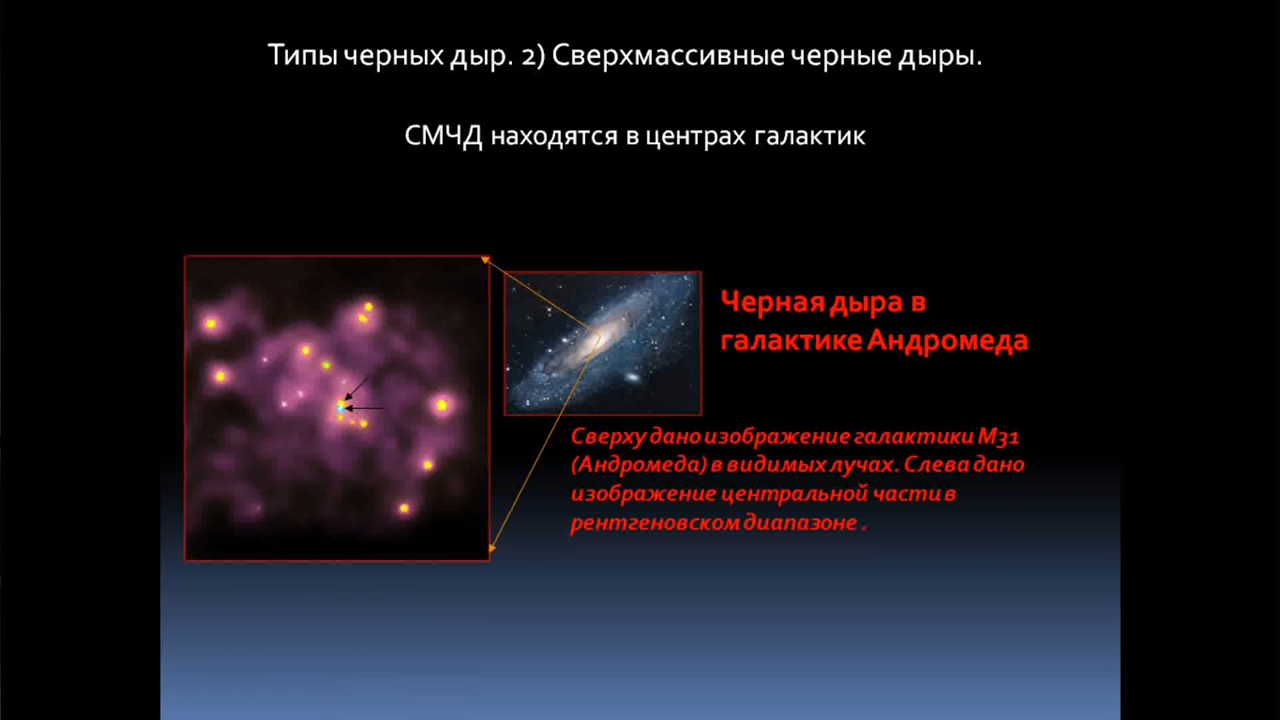 Типы черных дыр. 2) Сверхмассивные черные дыры.
СМЧД находятся в центрах галактик
Черная дыра в
галактике Андромеда
Сверху дано изображение галактики М31
(Андромеда) в видимых лучах. Слева дано
изображение центральной части в
рентгеновском диапазоне .